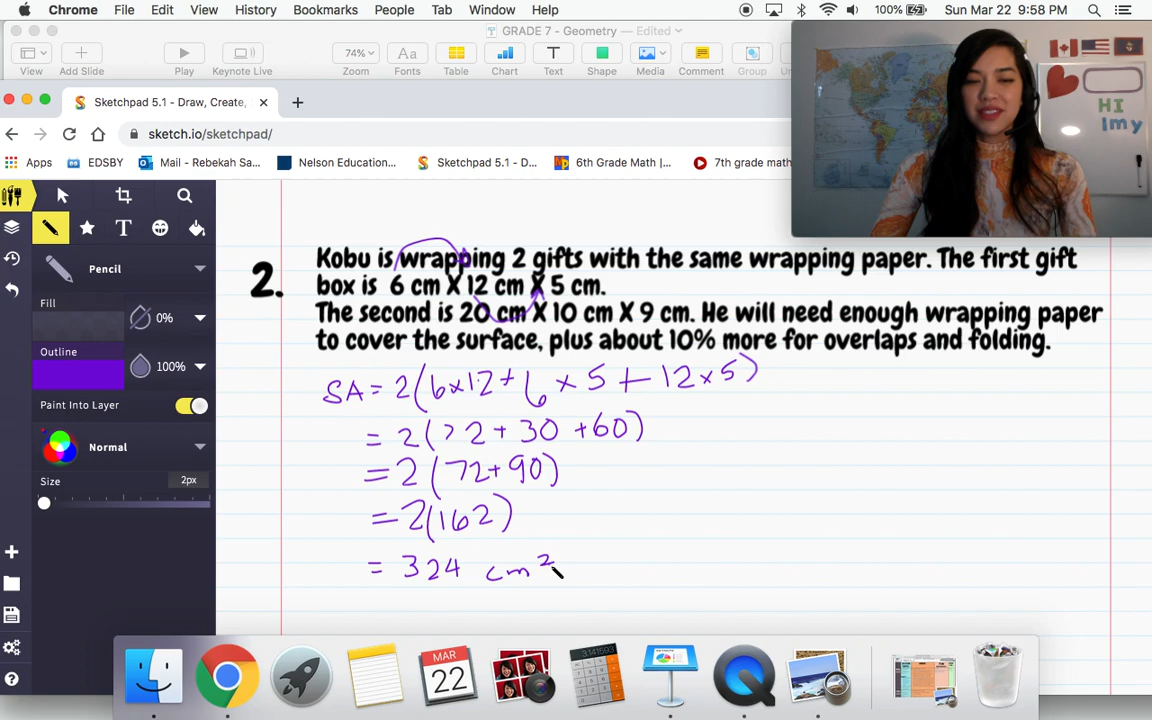 Chrome File Edit View History Bookmarks People Tab Window Help 100% Sun Mar 22 9:58 PM
GRADE 7 - Geometry — Edited
74%
View Add Slide Play Keynote Live Zoom Fonts Table Chart Text Shape Media Comment Group
Sketchpad 5.1 - Draw, Create,
sketch.io/sketchpad/
Apps EDSBY Mail - Rebekah Sa... Nelson Education... Sketchpad 5.1 - D... 6th Grade Math |... 7th grade math
HI
Imy
Pencil
Fill
0%
Outline
100%
Paint Into Layer
Normal
Size 2px
2. Kobu is wrapping 2 gifts with the same wrapping paper. The first gift
box is 6 cm X 12 cm X 5 cm.
The second is 20 cm X 10 cm X 9 cm. He will need enough wrapping paper
to cover the surface, plus about 10% more for overlaps and folding.
SA = 2(6x12 + 6 x 5 + 12 x 5)
= 2(72 + 30 + 60)
= 2(72 + 90)
= 2(162)
= 324 cm²
MAR
22
3.141593